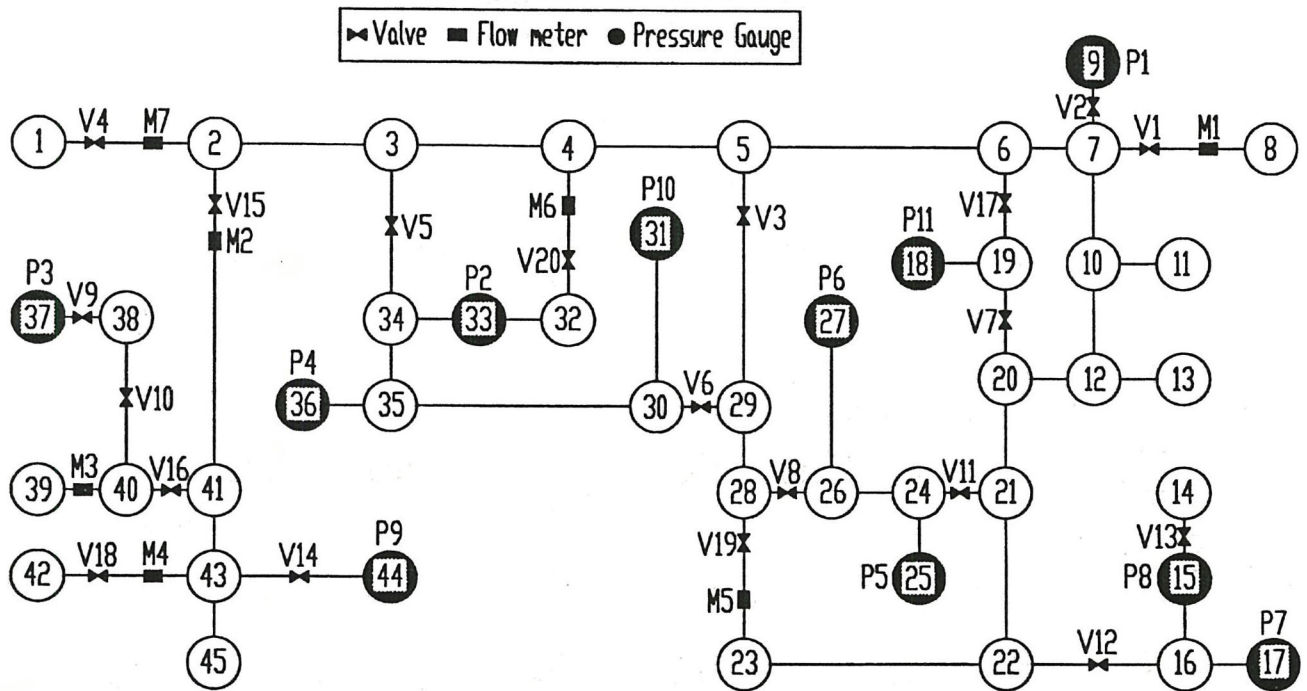 Valve Flow meter Pressure Gauge
9 P1
V2
1 V4 M7 2 3 4 5 6 7 V1 M1 8
V15 M6 P10 V17
M2 V5 31 V3 P11
V20 18 19 10 11
P3 P2 P6
37 V9 38 34 33 32 27 V7
P4
V10 36 35 30 V6 29 20 12 13
39 M3 40 V16 41 28 V8 26 24 V11 21 14
V18 M4 V14 P9 V19 V13
42 43 44 P5 25 P8 15
M5
V12 P7
45 23 22 16 17